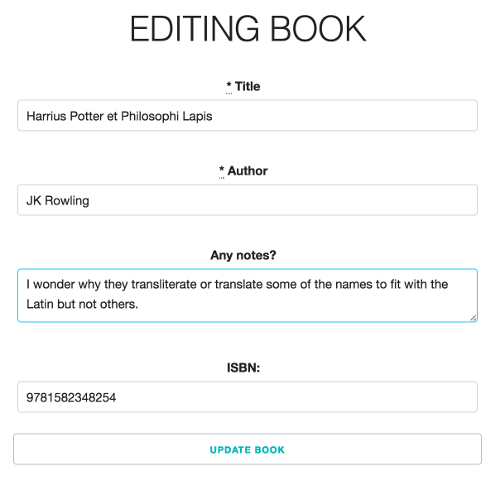 EDITING BOOK
* Title
Harrius Potter et Philosophi Lapis
* Author
JK Rowling
Any notes?
I wonder why they transliterate or translate some of the names to fit with the
Latin but not others.
ISBN:
9781582348254
UPDATE BOOK